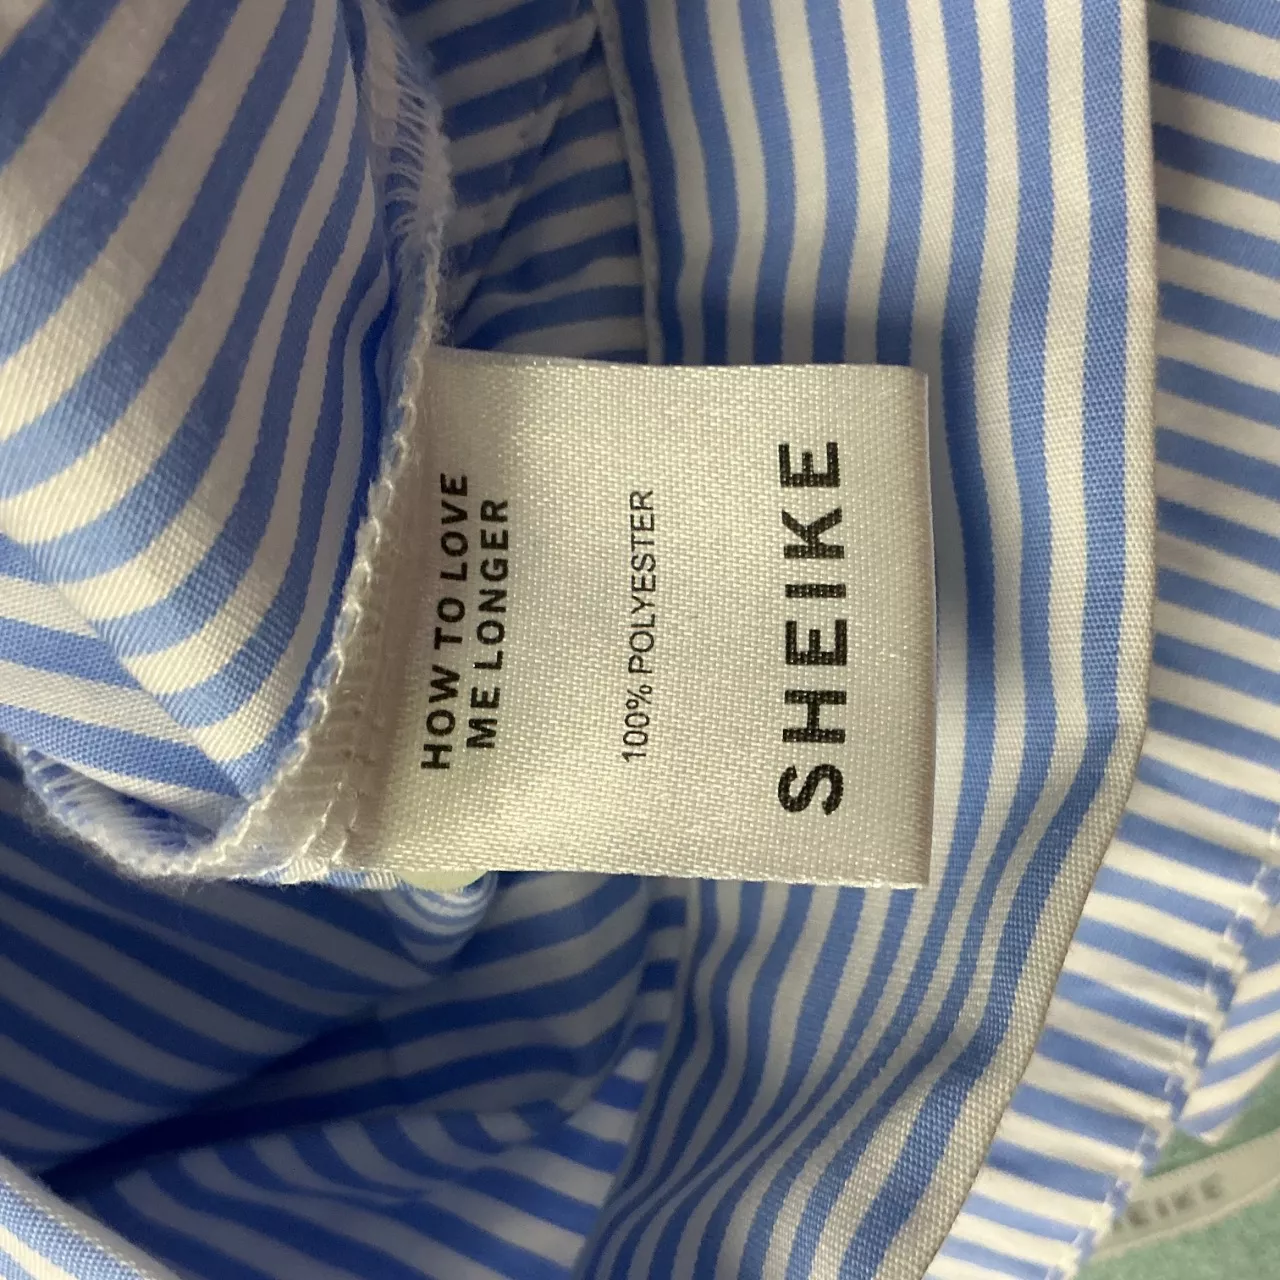 HOW TO LOVE
ME LONGER
100% POLYESTER
SHEIKE